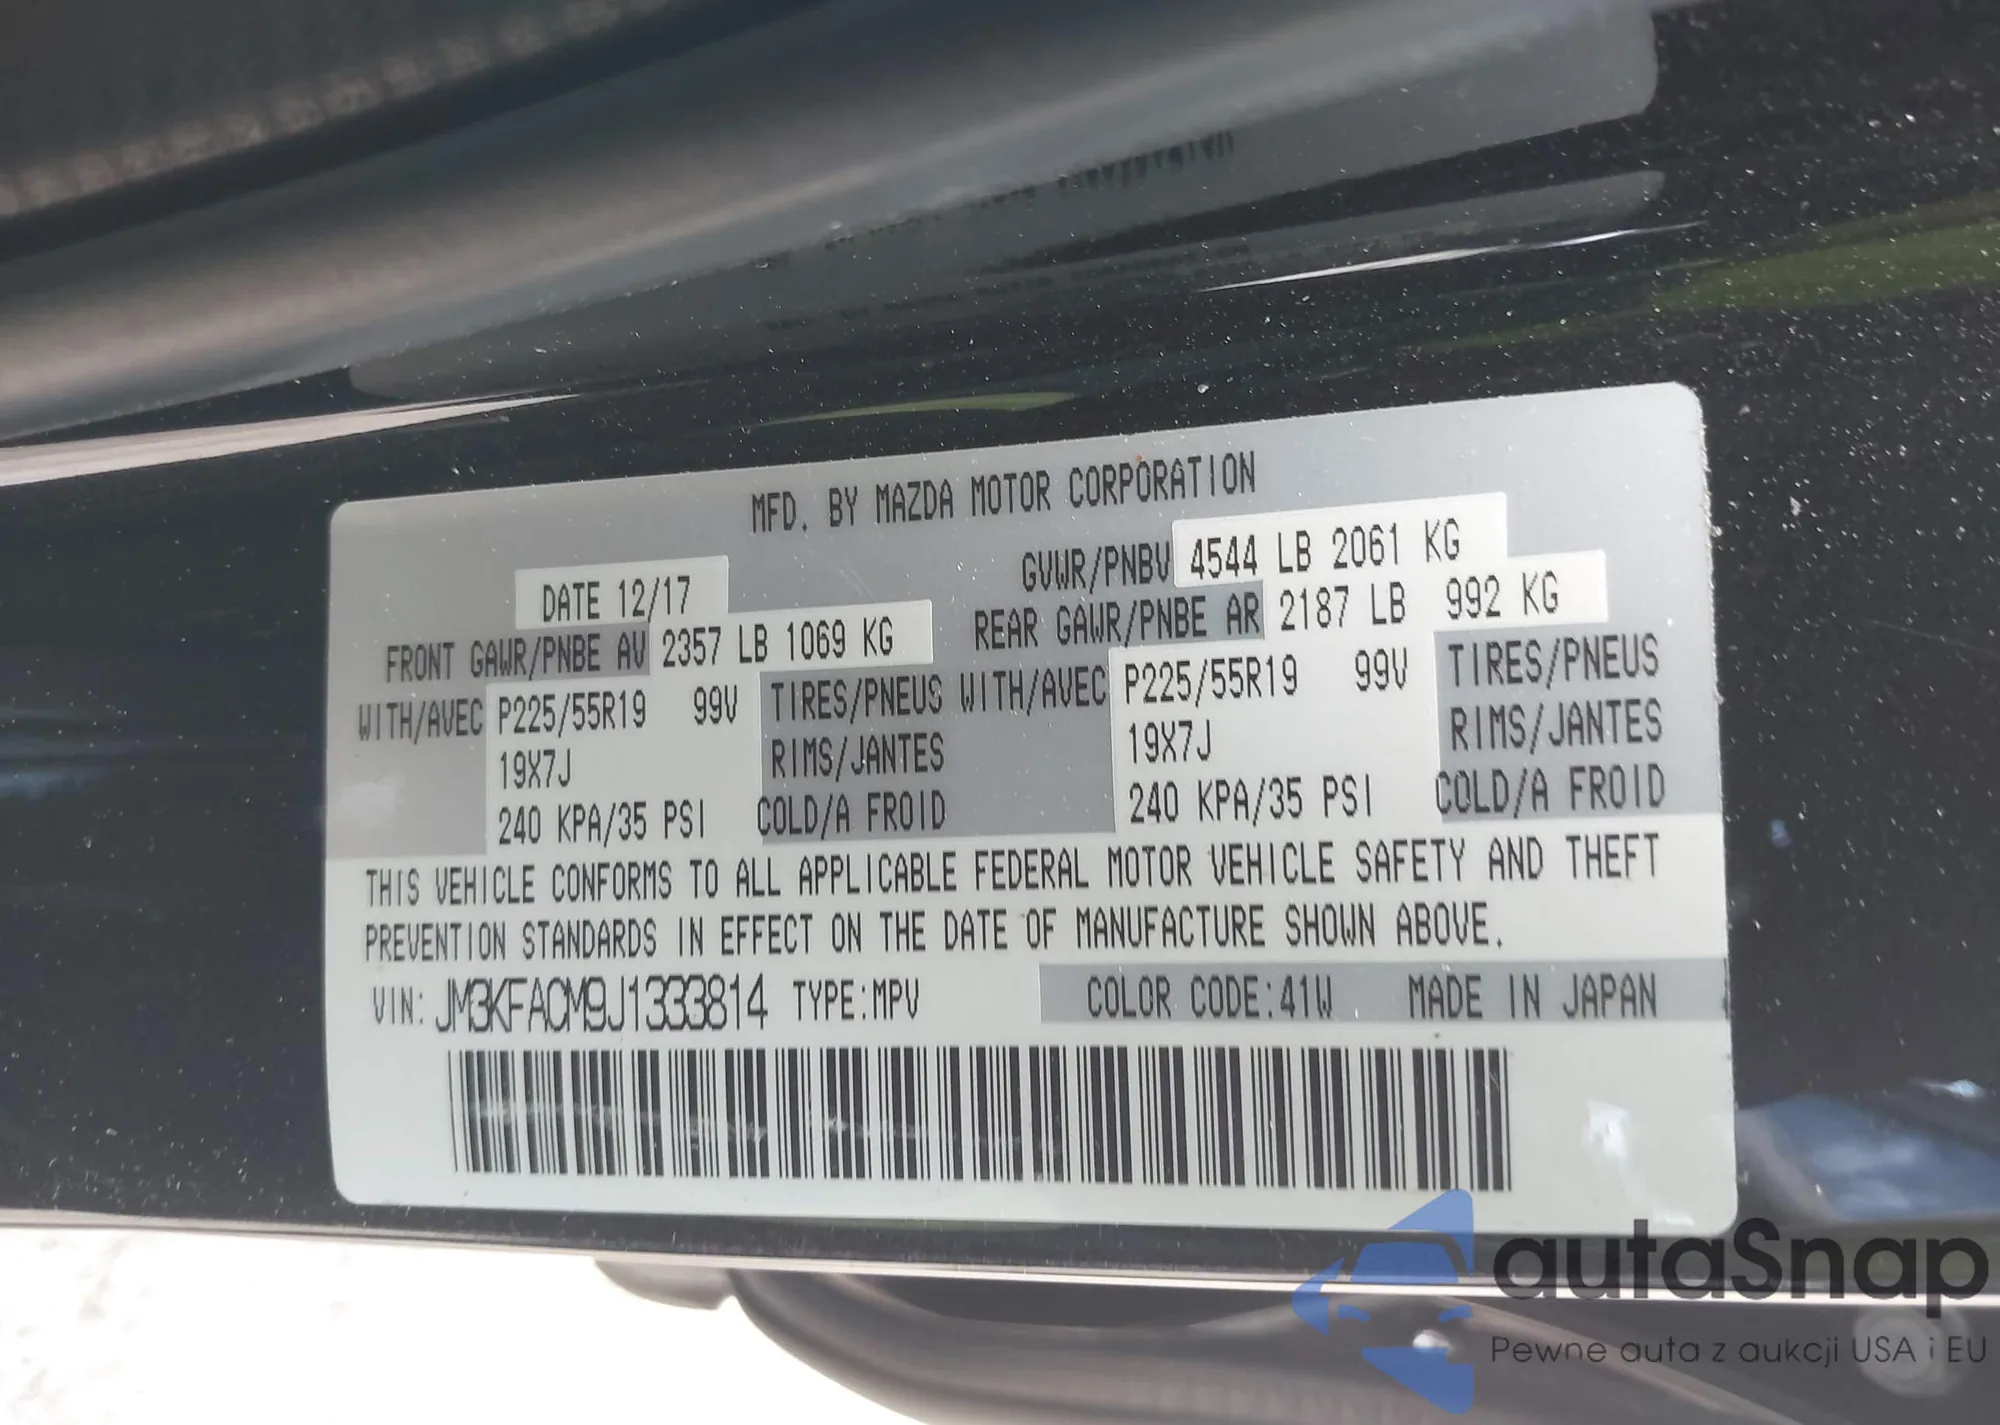 MFD. BY MAZDA MOTOR CORPORATION
DATE 12/17 GVWR/PNBV 4544 LB 2061 KG
FRONT GAWR/PNBE AV 2357 LB 1069 KG REAR GAWR/PNBE AR 2187 LB 992 KG
WITH/AVEC P225/55R19 99V TIRES/PNEUS WITH/AVEC P225/55R19 99V TIRES/PNEUS
19X7J RIMS/JANTES 19X7J RIMS/JANTES
240 KPA/35 PSI COLD/A FROID 240 KPA/35 PSI COLD/A FROID
THIS VEHICLE CONFORMS TO ALL APPLICABLE FEDERAL MOTOR VEHICLE SAFETY AND THEFT
PREVENTION STANDARDS IN EFFECT ON THE DATE OF MANUFACTURE SHOWN ABOVE.
VIN: JM3KFACM9J1333814 TYPE:MPV COLOR CODE:41W MADE IN JAPAN
autaSnap
Pewne auta z aukcji USA i EU